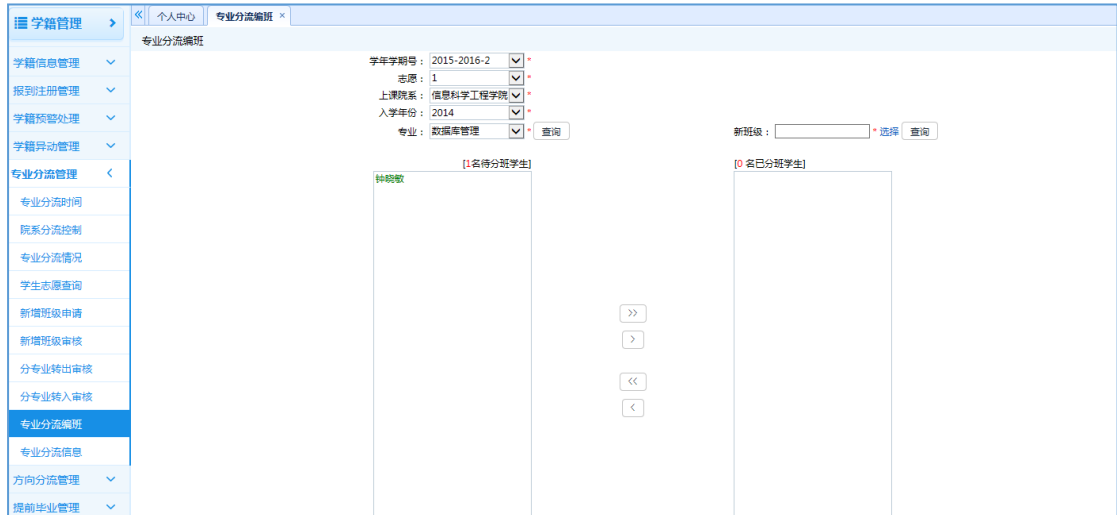 学籍管理
个人中心 专业分流编班 ×
专业分流编班
学籍信息管理
报到注册管理
学籍预警处理
学籍异动管理
专业分流管理
专业分流时间
院系分流控制
专业分流情况
学生志愿查询
新增班级申请
新增班级审核
分专业转出审核
分专业转入审核
专业分流编班
专业分流信息
方向分流管理
提前毕业管理
学年学期号： 2015-2016-2 *
志愿： 1 *
上课院系： 信息科学工程学院 *
入学年份： 2014 *
专业： 数据库管理 * 查询 新班级： * 选择 查询
[1名待分班学生] [0 名已分班学生]
钟晓敏
>>
>
<<
<